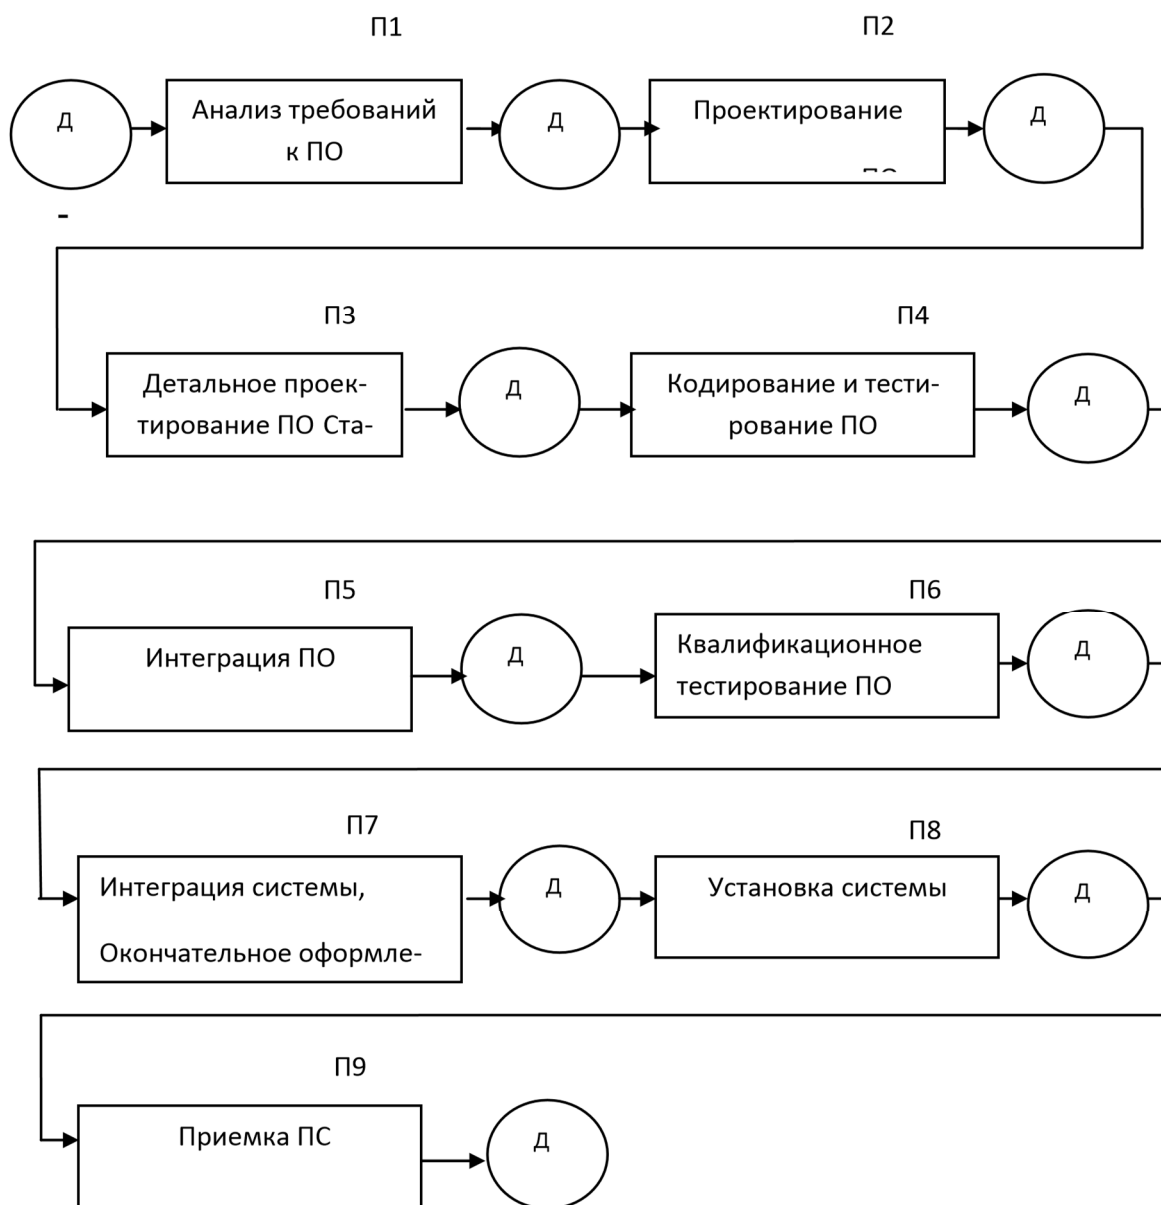 П1
П2
Д
Анализ требований
к ПО
Д
Проектирование
Д
-
П3
П4
Детальное проек-
тирование ПО Ста-
Д
Кодирование и тести-
рование ПО
Д
П5
П6
Интеграция ПО
Д
Квалификационное
тестирование ПО
Д
П7
П8
Интеграция системы,
Окончательное оформле-
Д
Установка системы
Д
П9
Приемка ПС
Д